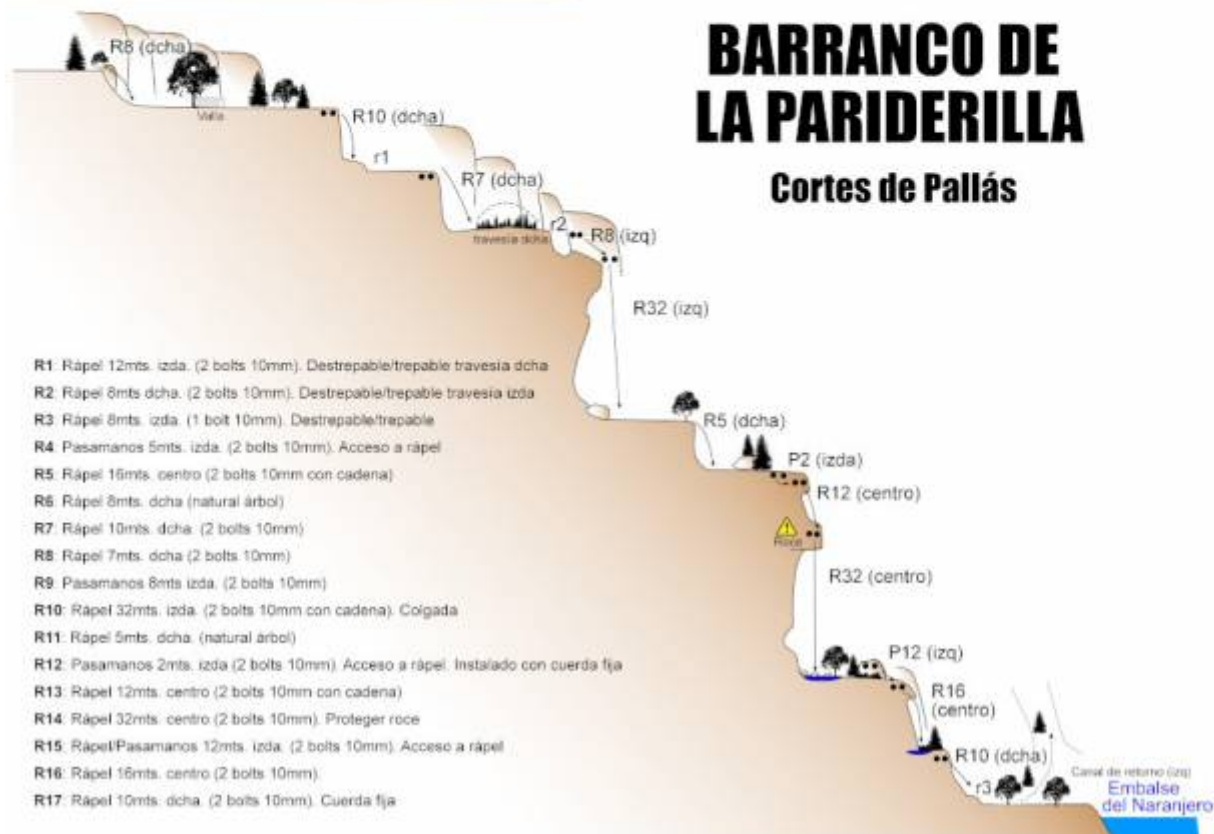 BARRANCO DE
LA PARIDERILLA
Cortes de Pallás
R8 (dcha)
Valla
R10 (dcha)
r1
R7 (dcha)
travesía dcha
r2
R8 (izq)
R32 (izq)
R5 (dcha)
P2 (izda)
R12 (centro)
Roce
R32 (centro)
P12 (izq)
R16
(centro)
R10 (dcha)
r3
Canal de retorno (izq)
Embalse
del Naranjero
R1: Rápel 12mts. izda. (2 bolts 10mm). Destrepable/trepable travesía dcha
R2: Rápel 8mts dcha. (2 bolts 10mm). Destrepable/trepable travesía izda
R3: Rápel 8mts. izda. (1 bolt 10mm). Destrepable/trepable
R4: Pasamanos 5mts. izda. (2 bolts 10mm). Acceso a rápel
R5: Rápel 16mts. centro (2 bolts 10mm con cadena)
R6: Rápel 8mts. dcha (natural árbol)
R7: Rápel 10mts. dcha. (2 bolts 10mm)
R8: Rápel 7mts. dcha (2 bolts 10mm)
R9: Pasamanos 8mts izda. (2 bolts 10mm)
R10: Rápel 32mts. izda. (2 bolts 10mm con cadena). Colgada
R11: Rápel 5mts. dcha. (natural árbol)
R12: Pasamanos 2mts. izda (2 bolts 10mm). Acceso a rápel. Instalado con cuerda fija
R13: Rápel 12mts. centro (2 bolts 10mm con cadena)
R14: Rápel 32mts. centro (2 bolts 10mm). Proteger roce
R15: Rápel/Pasamanos 12mts. izda. (2 bolts 10mm). Acceso a rápel
R16: Rápel 16mts. centro (2 bolts 10mm).
R17: Rápel 10mts. dcha. (2 bolts 10mm). Cuerda fija